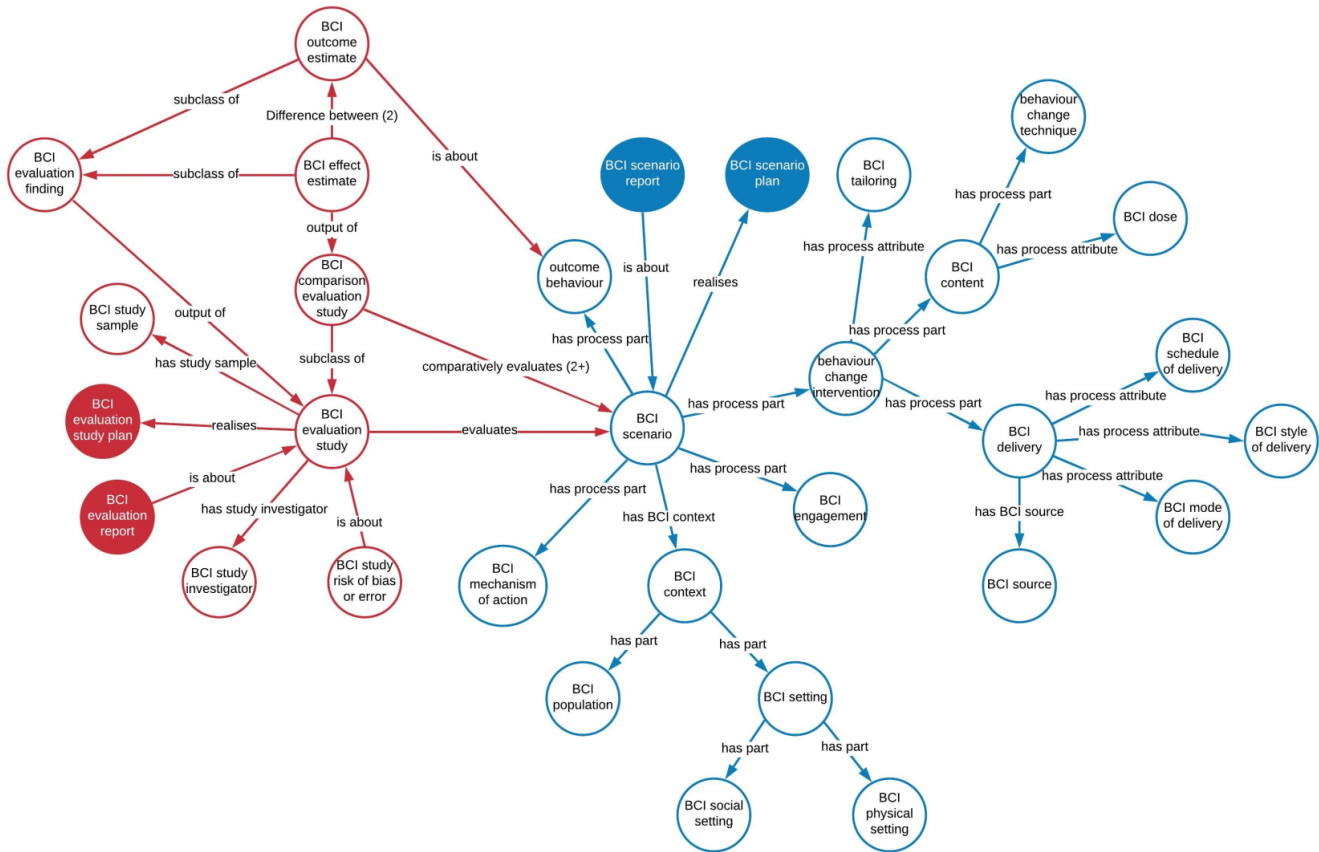 BCI
outcome
estimate
subclass of
Difference between (2)
BCI
evaluation
finding
subclass of
BCI effect
estimate
is about
output of
BCI
comparison
evaluation
study
BCI study
sample
output of
has study sample
subclass of
comparatively evaluates (2+)
BCI
evaluation
study plan
realises
BCI
evaluation
study
evaluates
is about
BCI
evaluation
report
has study investigator
is about
BCI study
investigator
BCI study
risk of bias
or error
BCI scenario
report
BCI scenario
plan
is about
realises
outcome
behaviour
has process part
BCI
scenario
has process part
behaviour
change
intervention
BCI
tailoring
has process attribute
has process part
BCI
content
has process part
behaviour
change
technique
has process attribute
BCI dose
has process part
BCI
delivery
has process attribute
BCI
schedule
of delivery
has process attribute
BCI style
of delivery
has process attribute
BCI mode
of delivery
has BCI source
BCI source
has process part
BCI
engagement
has process part
BCI
mechanism
of action
has BCI context
BCI
context
has part
BCI
population
has part
BCI setting
has part
BCI social
setting
has part
BCI
physical
setting